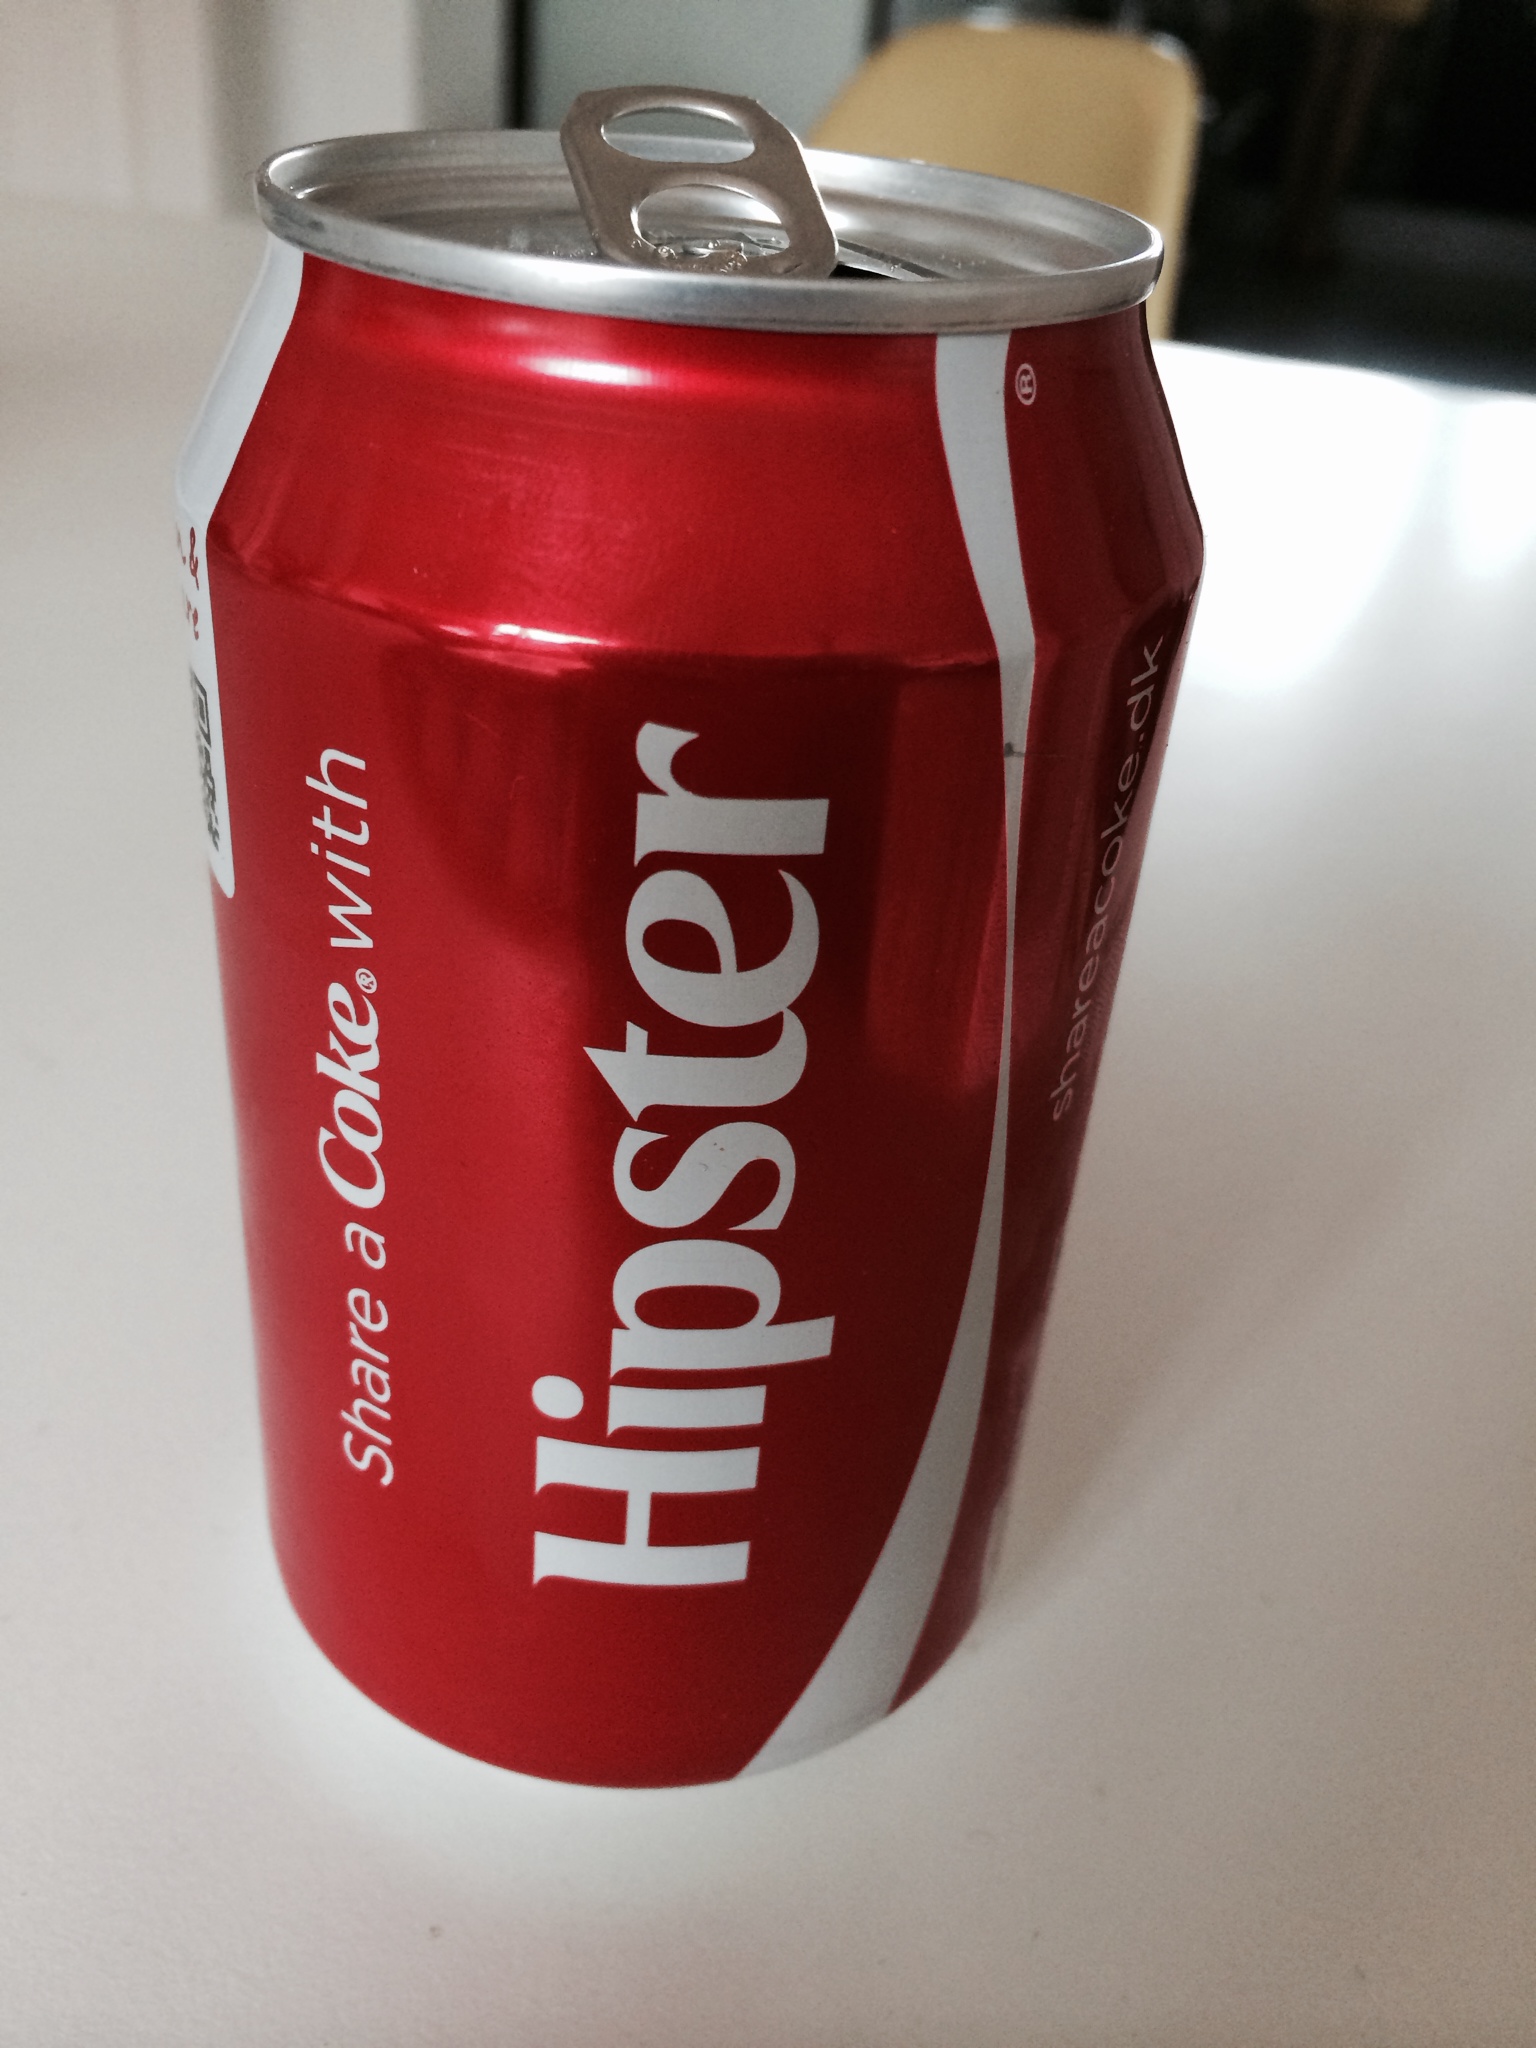 Share a Coke® with
Hipster
®
shareacoke.dk
&